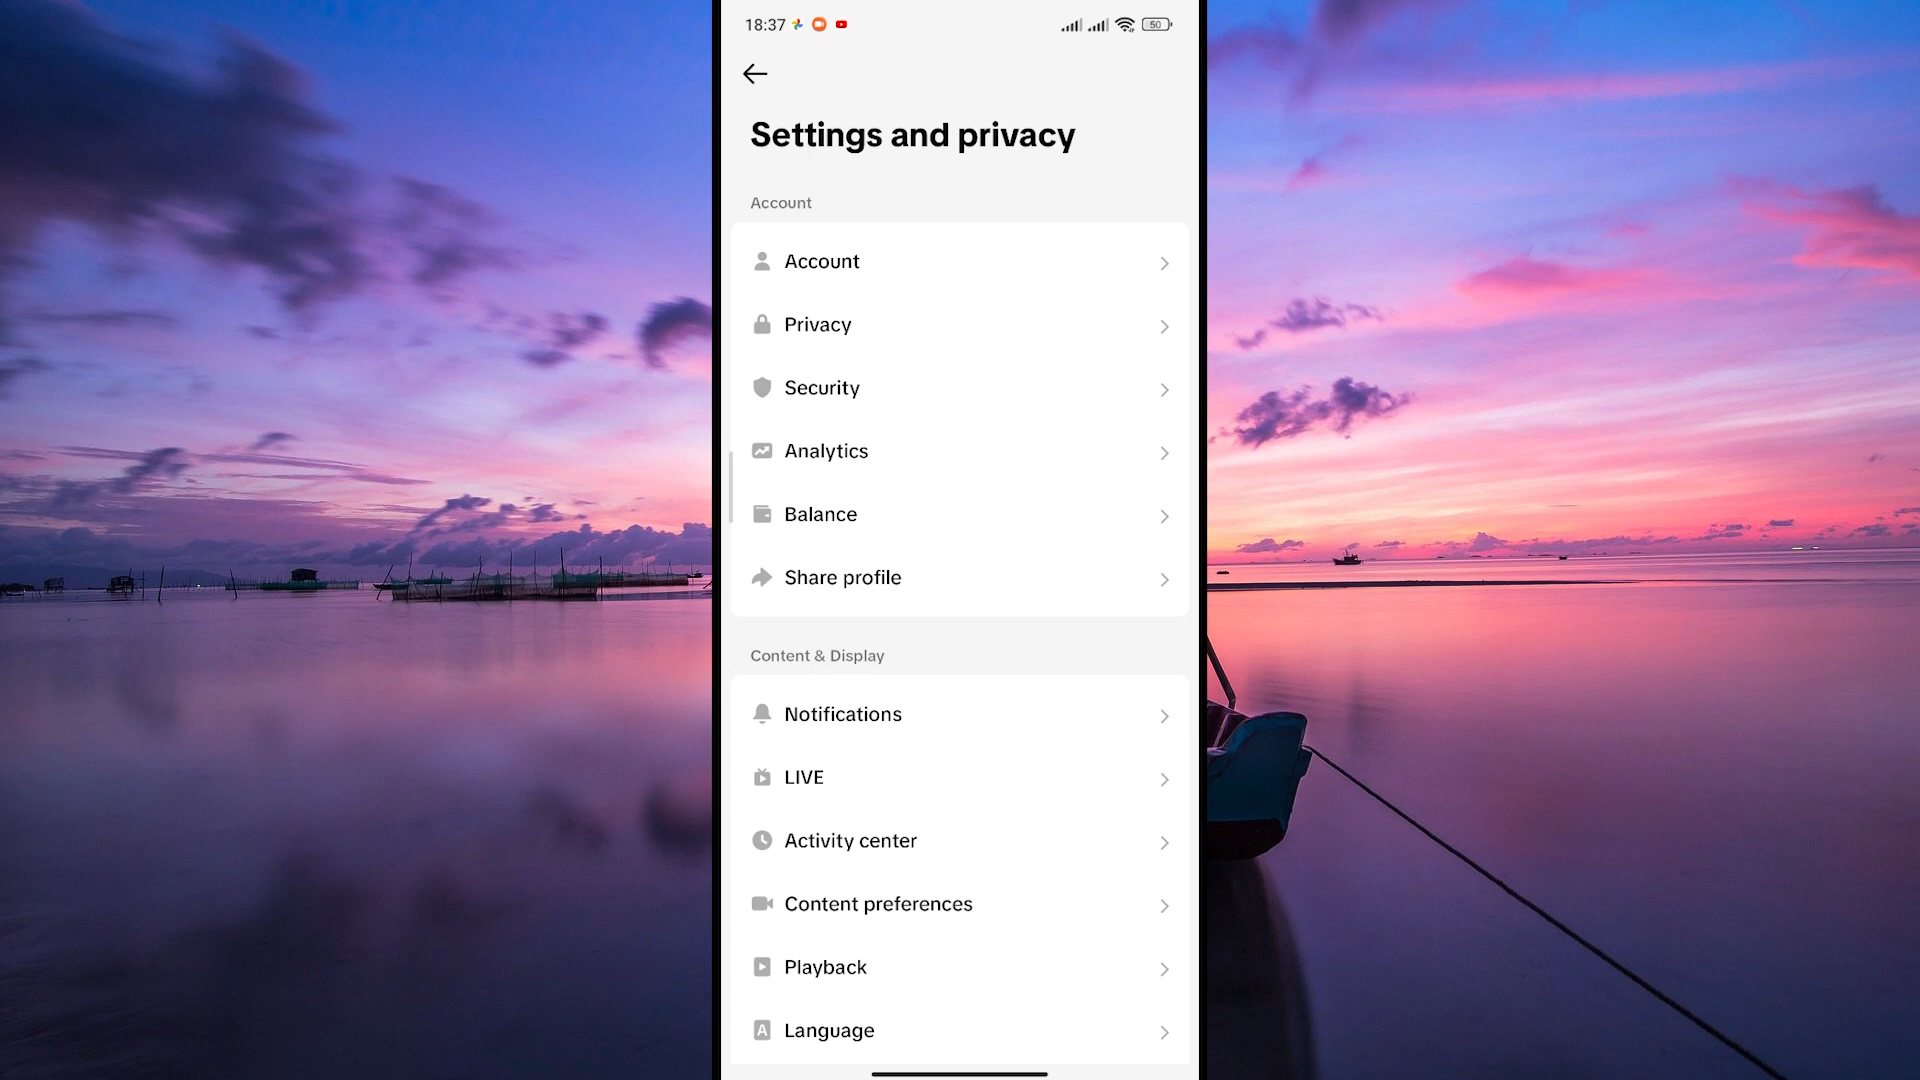 18:37
50
Settings and privacy
Account
Account
Privacy
Security
Analytics
Balance
Share profile
Content & Display
Notifications
LIVE
Activity center
Content preferences
Playback
A Language